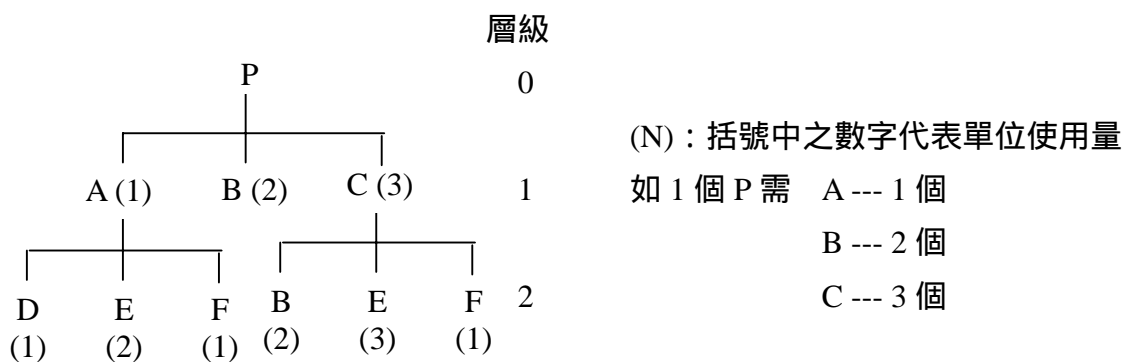 層級
P 0
(N)：括號中之數字代表單位使用量
A (1) B (2) C (3) 1 如 1 個 P 需 A --- 1 個
B --- 2 個
D E F B E F 2 C --- 3 個
(1) (2) (1) (2) (3) (1)